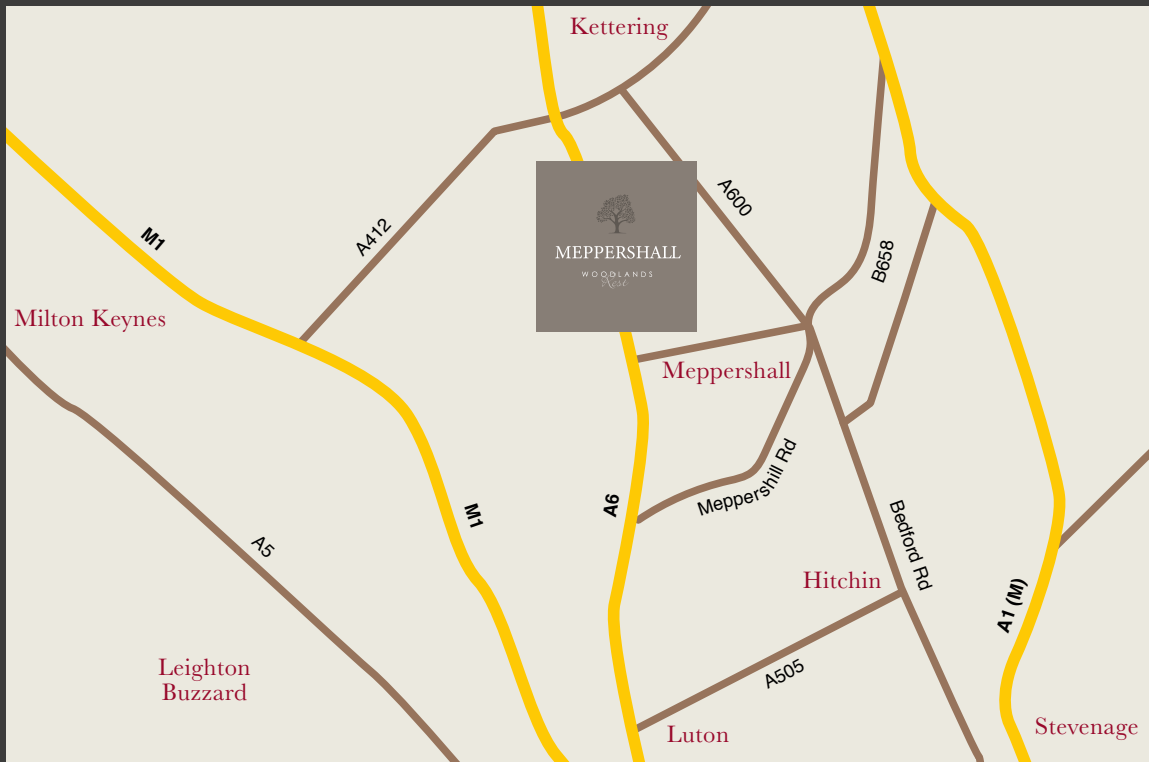 Kettering
A600
M1
A412
MEPPERSHALL
WOODLANDS
Rest
B658
Milton Keynes
Meppershall
Meppershill Rd
A6
M1
A5
Bedford Rd
Hitchin
A1 (M)
Leighton
Buzzard
A505
Luton
Stevenage